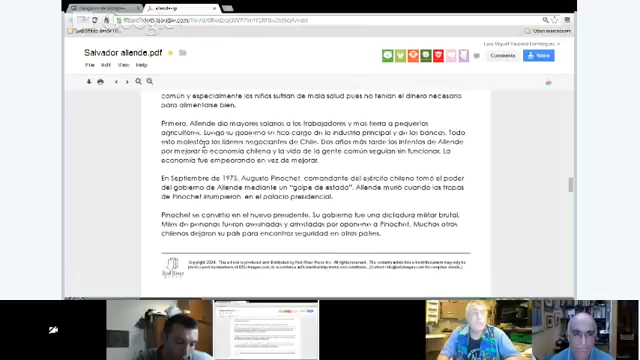 Salvador allende.pdf
File Edit View Help
Comments Share
común y especialmente los niños sufrían de mala salud pues no tenían el dinero necesario
para alimentarse bien.
Primero, Allende dio mayores salarios a los trabajadores y mas tierra a pequeños
agricultores. Luego su gobierno se hizo cargo de la industria principal y de los bancos. Todo
esto molestó a los líderes negociantes de Chile. Dos años más tarde los intentos de Allende
por mejorar la economía chilena y la vida de la gente común seguían sin funcionar. La
economía fue empeorando en vez de mejorar.
En Septiembre de 1973, Augusto Pinochet, comandante del ejército chileno tomó el poder
del gobierno de Allende mediante un "golpe de estado". Allende murió cuando las tropas
de Pinochet irrumpieron en el palacio presidencial.
Pinochet se convirtió en el nuevo presidente. Su gobierno fue una dictadura militar brutal.
Miles de personas fueron asesinadas y arrestadas por oponerse a Pinochet. Muchos otros
chilenos dejaron su país para encontrar seguridad en otros países.
Red River